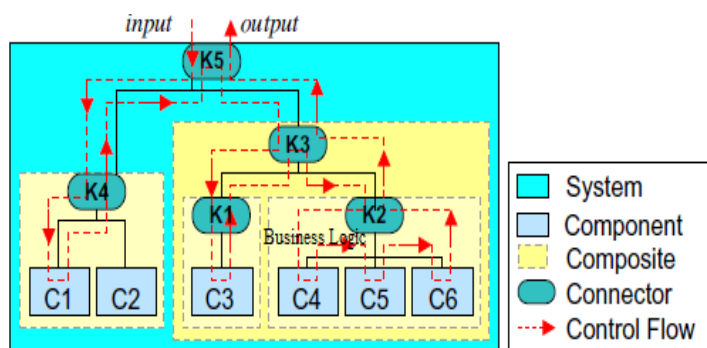 input output
K5
K3
K4
K1 K2
Business Logic
C1 C2 C3 C4 C5 C6
System
Component
Composite
Connector
Control Flow